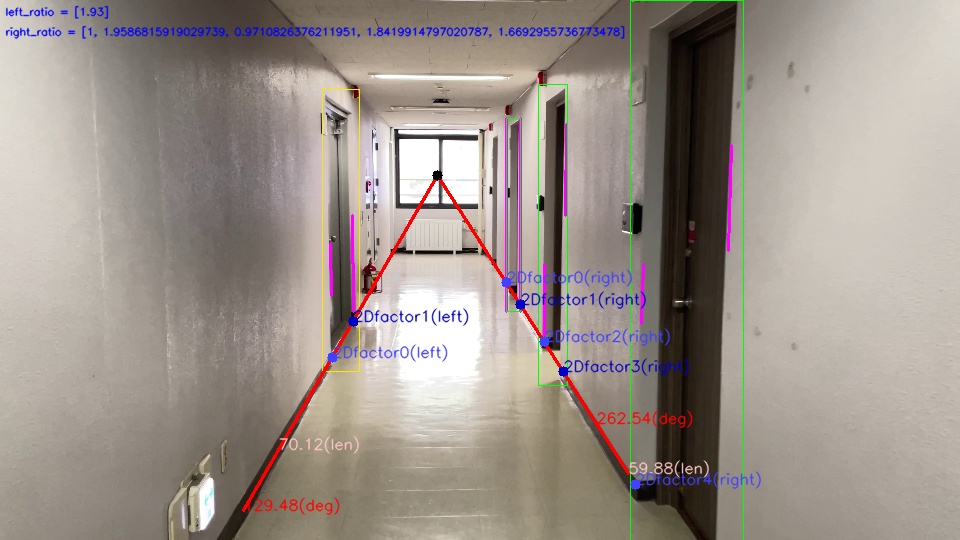 left_ratio = [1.93]
right_ratio = [1, 1.9586815919029739, 0.9710826376211951, 1.8419914797020787, 1.6692955736773478]
2Dfactor0(right)
2Dfactor1(right)
2Dfactor1(left)
2Dfactor2(right)
2Dfactor0(left)
2Dfactor3(right)
262.54(deg)
70.12(len)
59.88(len)
2Dfactor4(right)
129.48(deg)